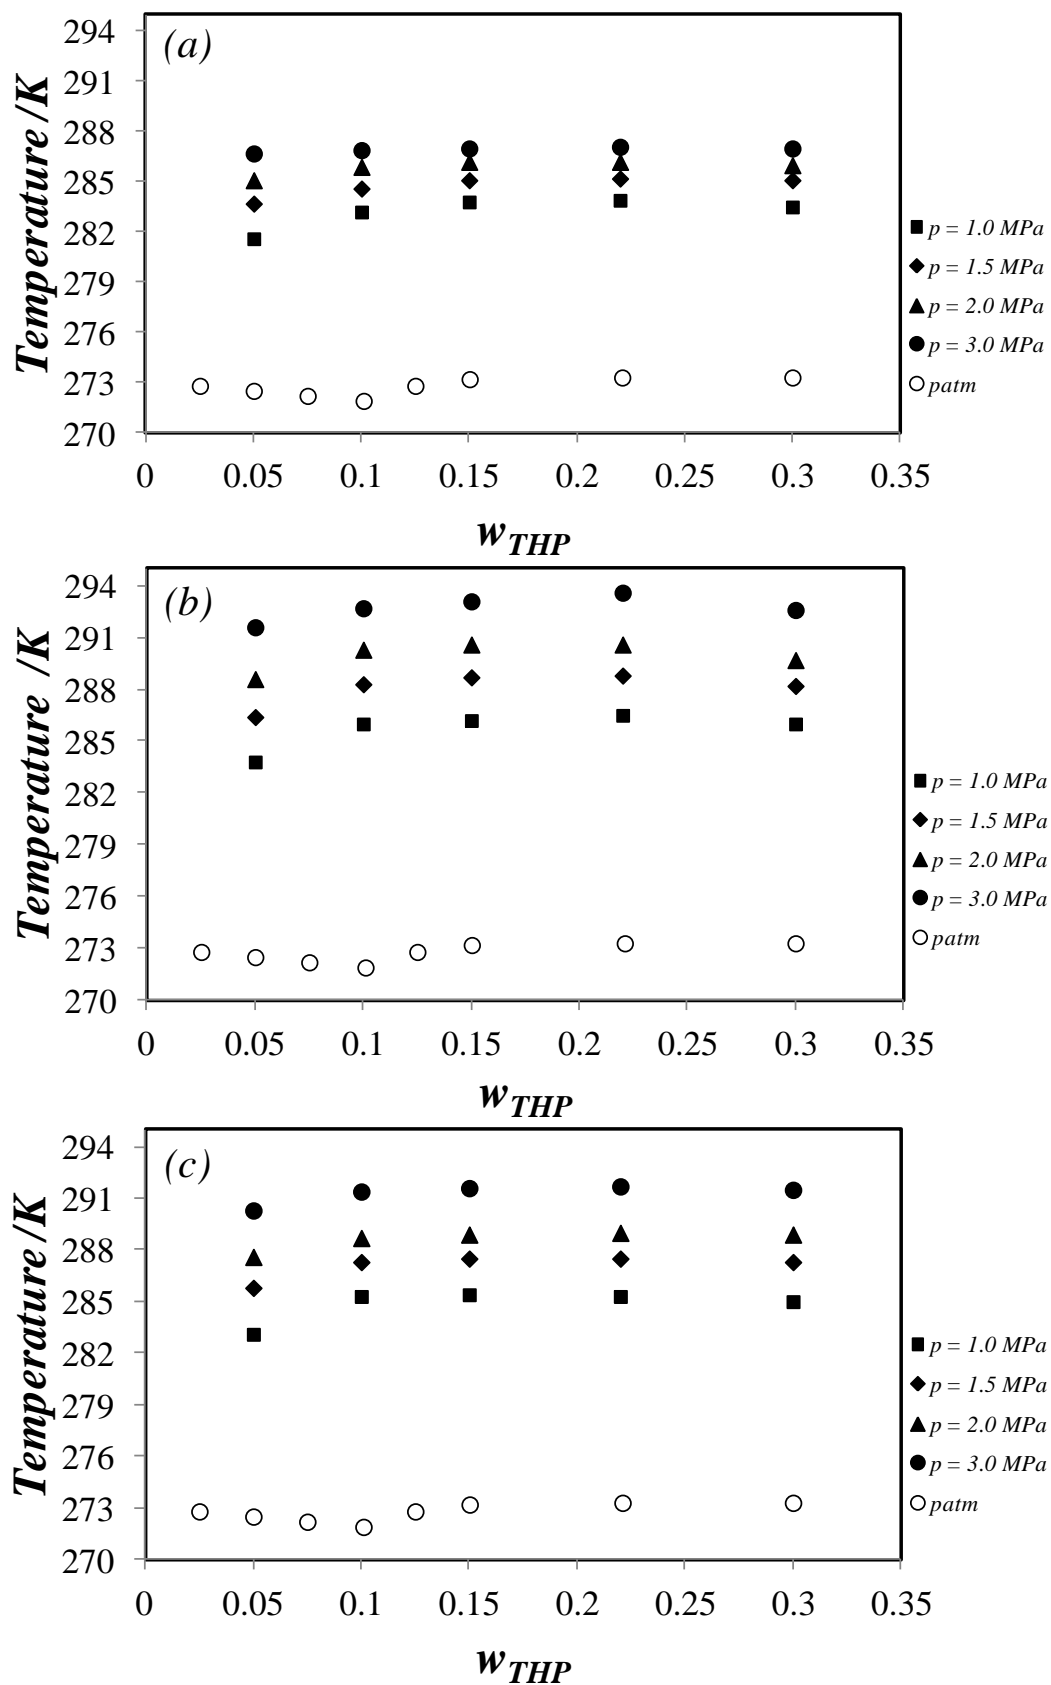 (a)
Temperature /K
294
291
288
285
282
279
276
273
270
0 0.05 0.1 0.15 0.2 0.25 0.3 0.35
w_THP
p = 1.0 MPa
p = 1.5 MPa
p = 2.0 MPa
p = 3.0 MPa
patm
(b)
Temperature /K
294
291
288
285
282
279
276
273
270
0 0.05 0.1 0.15 0.2 0.25 0.3 0.35
w_THP
p = 1.0 MPa
p = 1.5 MPa
p = 2.0 MPa
p = 3.0 MPa
patm
(c)
Temperature /K
294
291
288
285
282
279
276
273
270
0 0.05 0.1 0.15 0.2 0.25 0.3 0.35
w_THP
p = 1.0 MPa
p = 1.5 MPa
p = 2.0 MPa
p = 3.0 MPa
patm